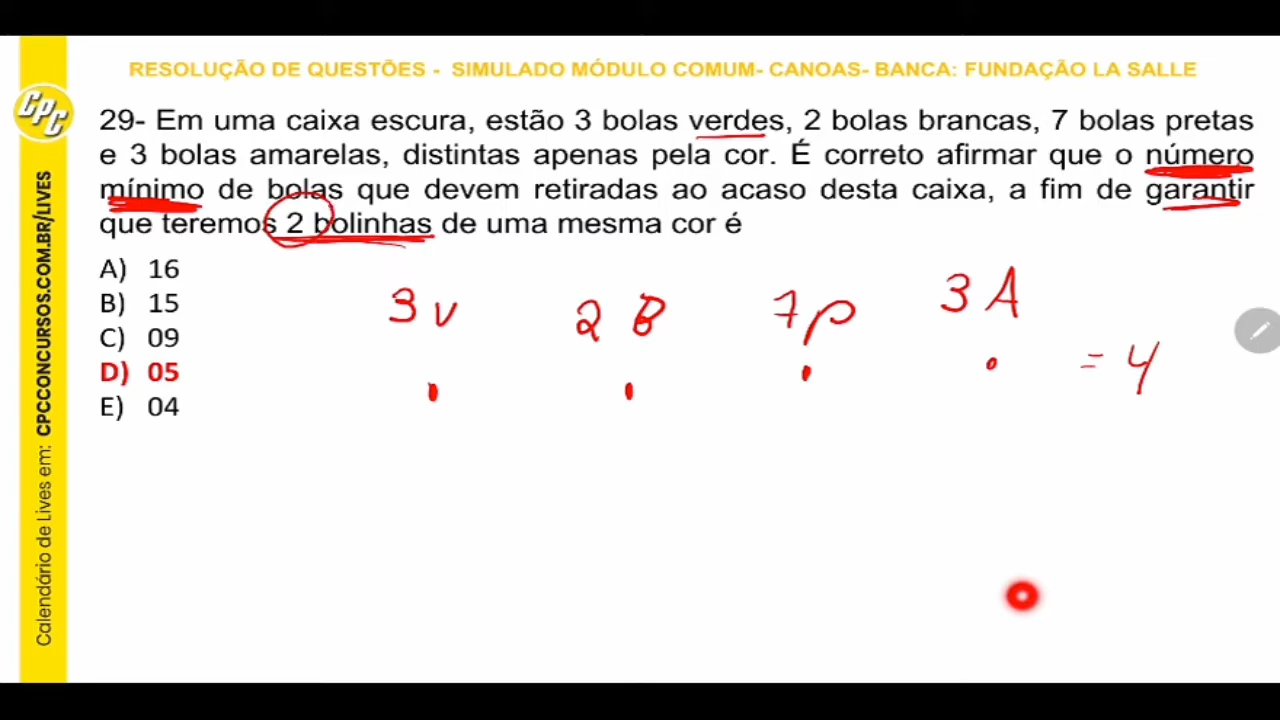 RESOLUÇÃO DE QUESTÕES - SIMULADO MÓDULO COMUM- CANOAS- BANCA: FUNDAÇÃO LA SALLE
CPC
29- Em uma caixa escura, estão 3 bolas verdes, 2 bolas brancas, 7 bolas pretas
e 3 bolas amarelas, distintas apenas pela cor. É correto afirmar que o número
mínimo de bolas que devem retiradas ao acaso desta caixa, a fim de garantir
que teremos 2 bolinhas de uma mesma cor é
A) 16
B) 15
C) 09
D) 05
E) 04
3 V 2 B 7 P 3 A
= 4
Calendário de Lives em: CPCCONCURSOS.COM.BR/LIVES